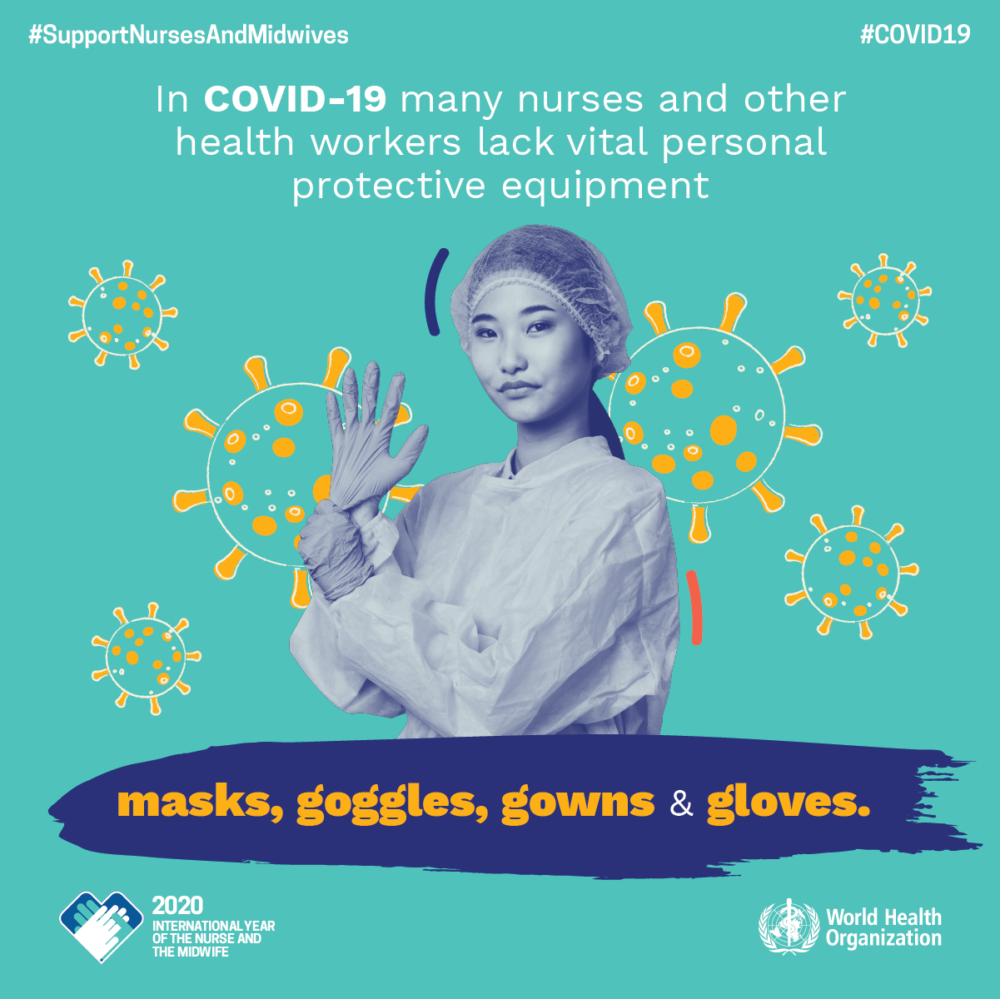 #SupportNursesAndMidwives
#COVID19
In COVID-19 many nurses and other
health workers lack vital personal
protective equipment
masks, goggles, gowns & gloves.
2020
INTERNATIONAL YEAR
OF THE NURSE AND
THE MIDWIFE
World Health
Organization